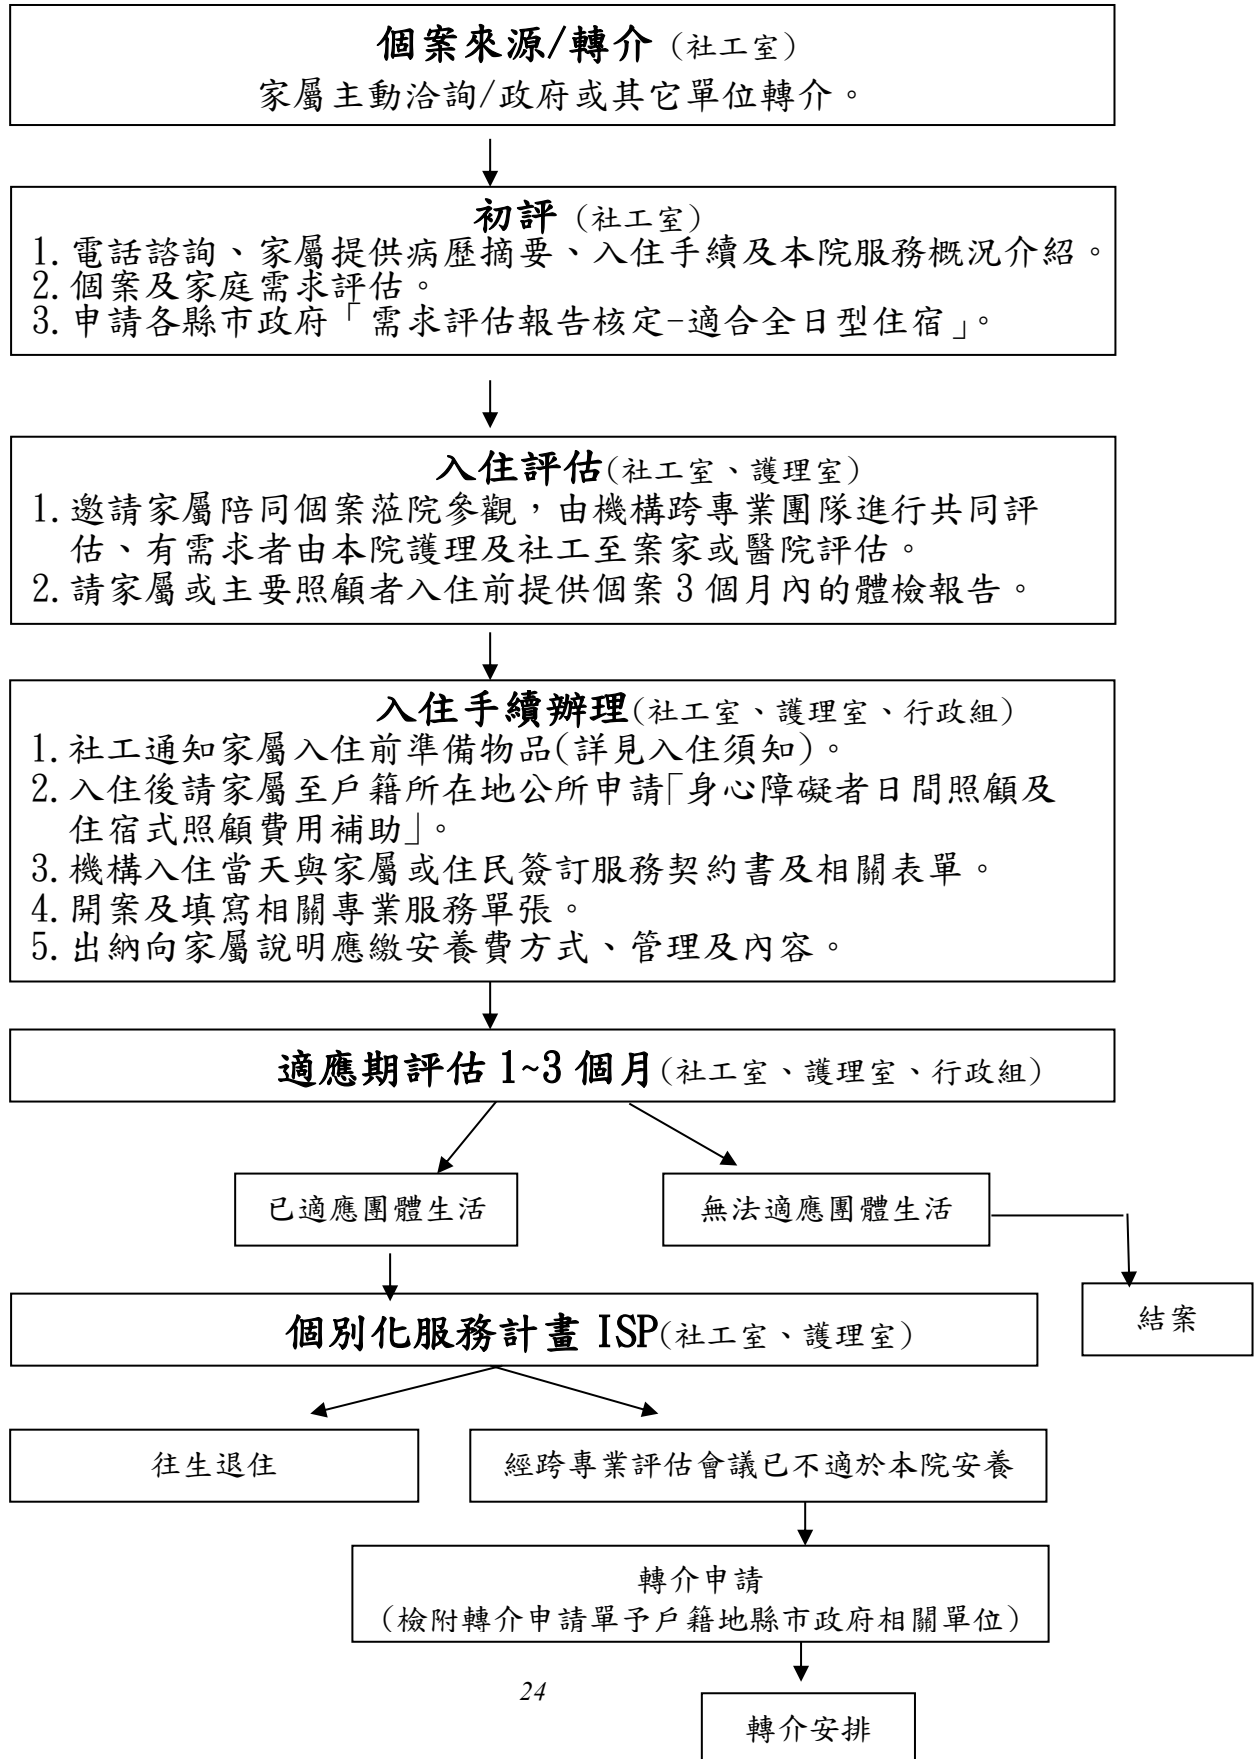 個案來源/轉介（社工室）
家屬主動洽詢/政府或其它單位轉介。
初評（社工室）
1.電話諮詢、家屬提供病歷摘要、入住手續及本院服務概況介紹。
2.個案及家庭需求評估。
3.申請各縣市政府「需求評估報告核定-適合全日型住宿」。
入住評估(社工室、護理室)
1.邀請家屬陪同個案蒞院參觀，由機構跨專業團隊進行共同評
估、有需求者由本院護理及社工至案家或醫院評估。
2.請家屬或主要照顧者入住前提供個案 3 個月內的體檢報告。
入住手續辦理(社工室、護理室、行政組)
1.社工通知家屬入住前準備物品(詳見入住須知)。
2.入住後請家屬至戶籍所在地公所申請「身心障礙者日間照顧及
住宿式照顧費用補助」。
3.機構入住當天與家屬或住民簽訂服務契約書及相關表單。
4.開案及填寫相關專業服務單張。
5.出納向家屬說明應繳安養費方式、管理及內容。
適應期評估 1~3 個月(社工室、護理室、行政組)
已適應團體生活
無法適應團體生活
結案
個別化服務計畫 ISP(社工室、護理室)
往生退住
經跨專業評估會議已不適於本院安養
轉介申請
（檢附轉介申請單予戶籍地縣市政府相關單位）
24
轉介安排